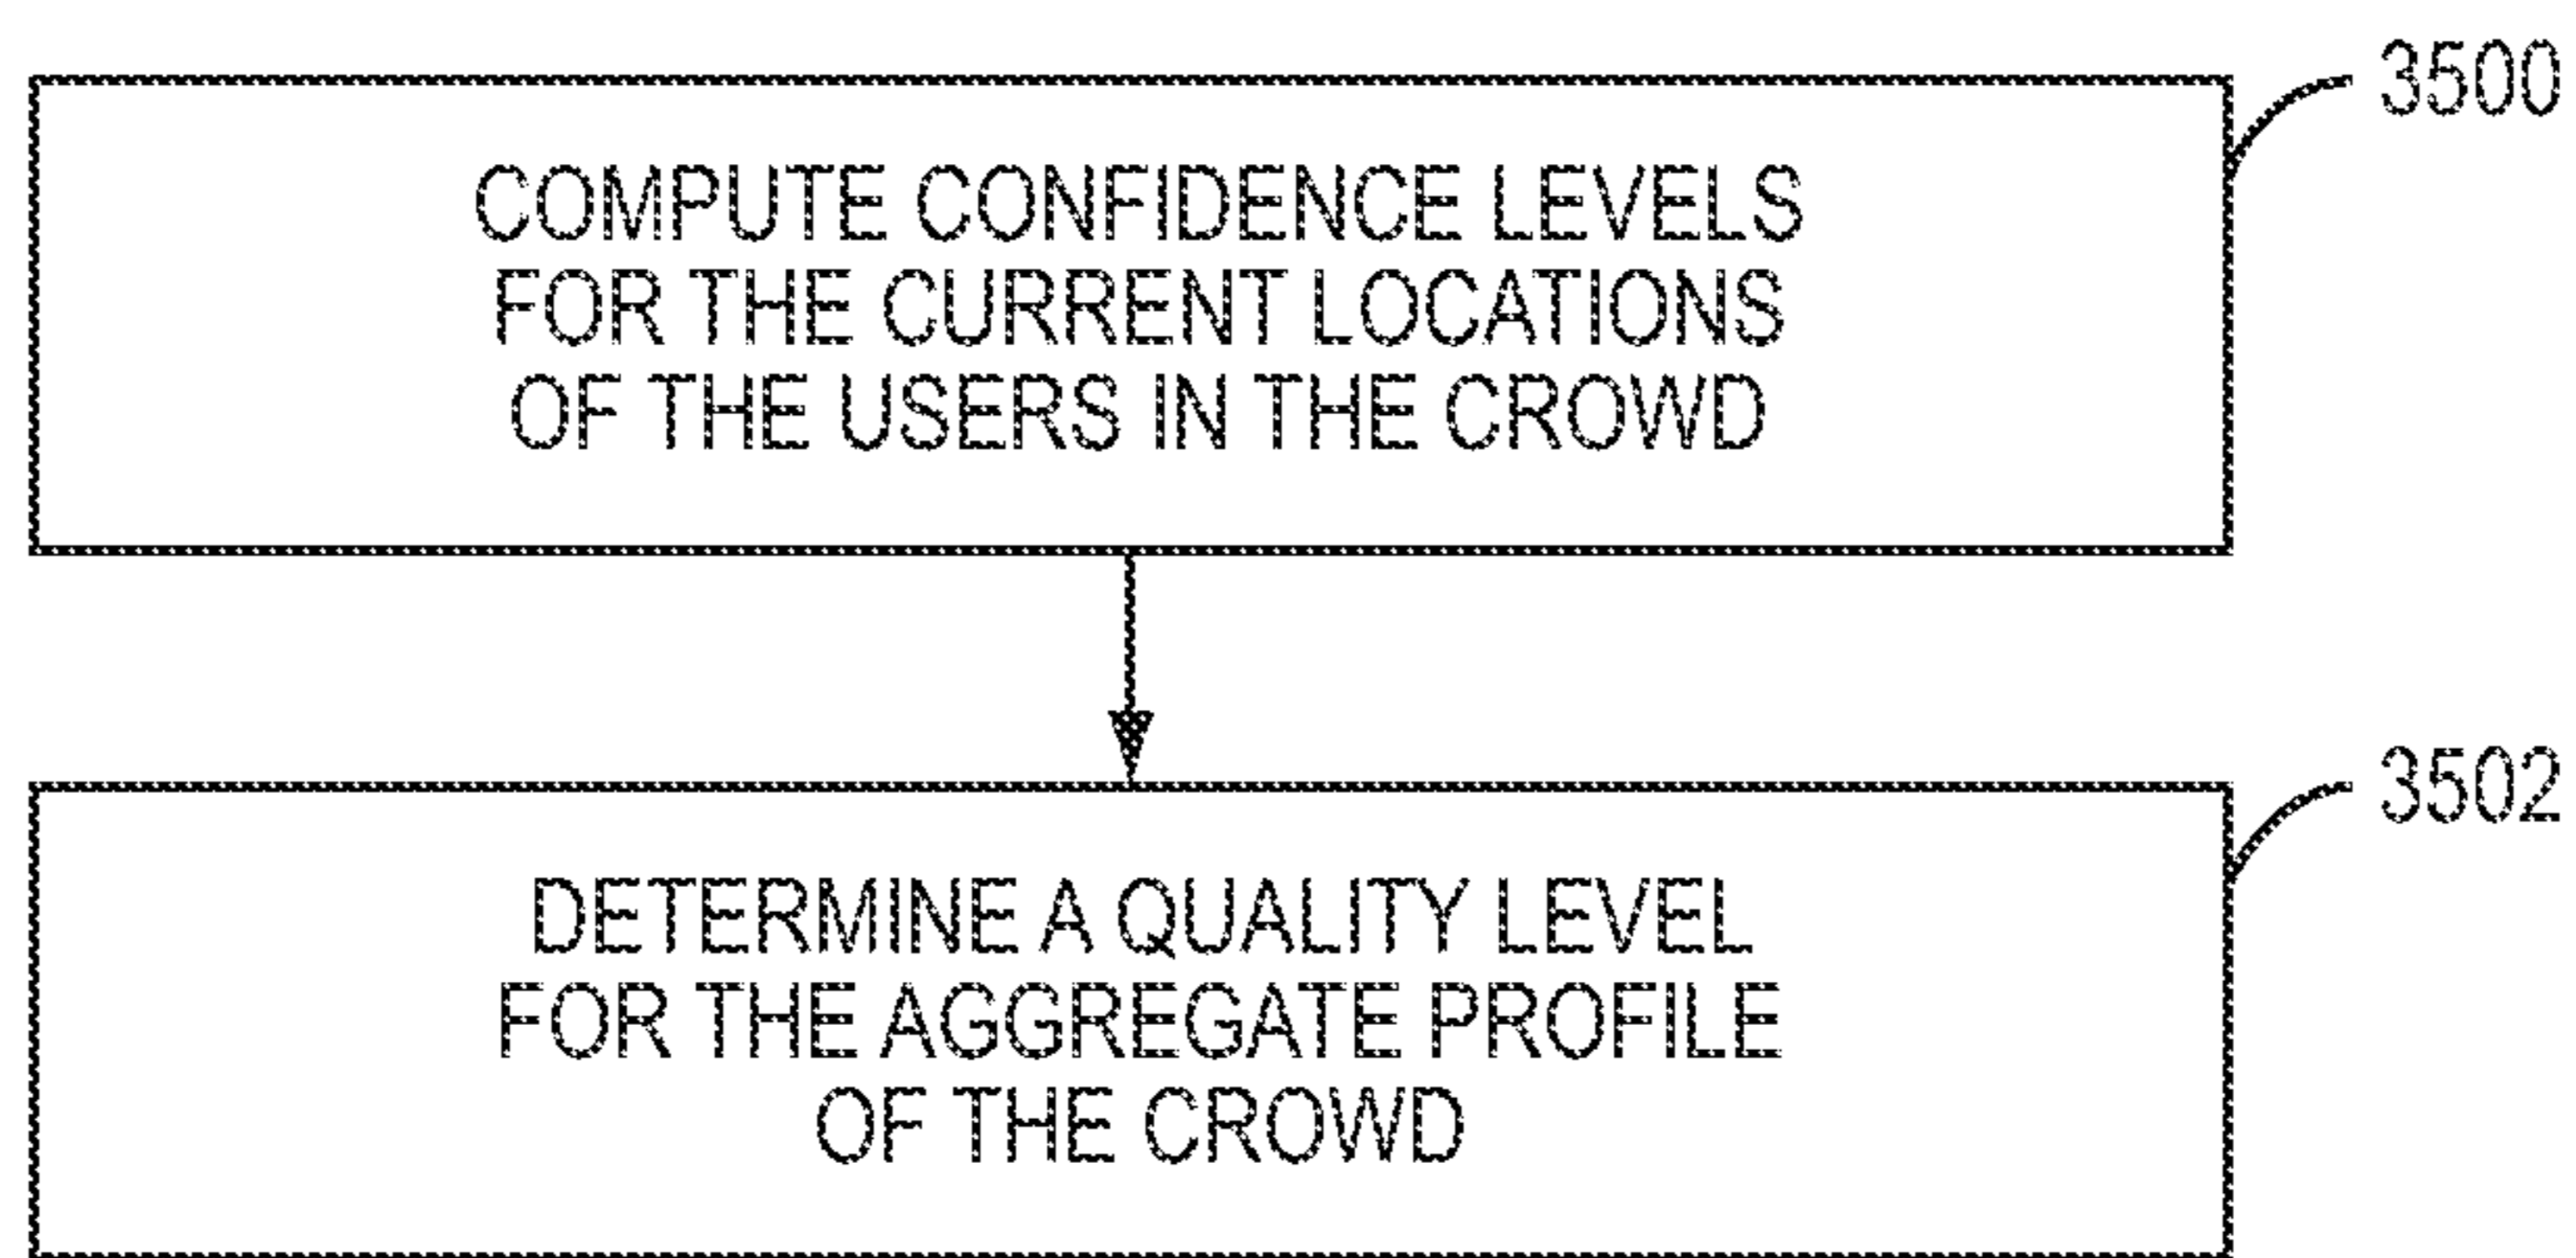 3500
COMPUTE CONFIDENCE LEVELS
FOR THE CURRENT LOCATIONS
OF THE USERS IN THE CROWD
3502
DETERMINE A QUALITY LEVEL
FOR THE AGGREGATE PROFILE
OF THE CROWD